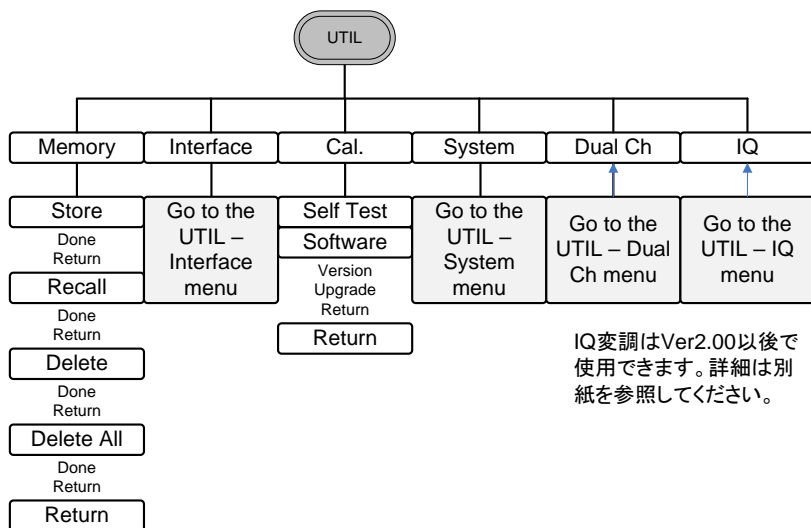 UTIL
Memory
Interface
Cal.
System
Dual Ch
IQ
Store
Done
Return
Recall
Done
Return
Delete
Done
Return
Delete All
Done
Return
Return
Go to the
UTIL –
Interface
menu
Self Test
Software
Version
Upgrade
Return
Return
Go to the
UTIL –
System
menu
Go to the
UTIL – Dual
Ch menu
Go to the
UTIL – IQ
menu
IQ変調はVer2.00以後で
使用できます。詳細は別
紙を参照してください。